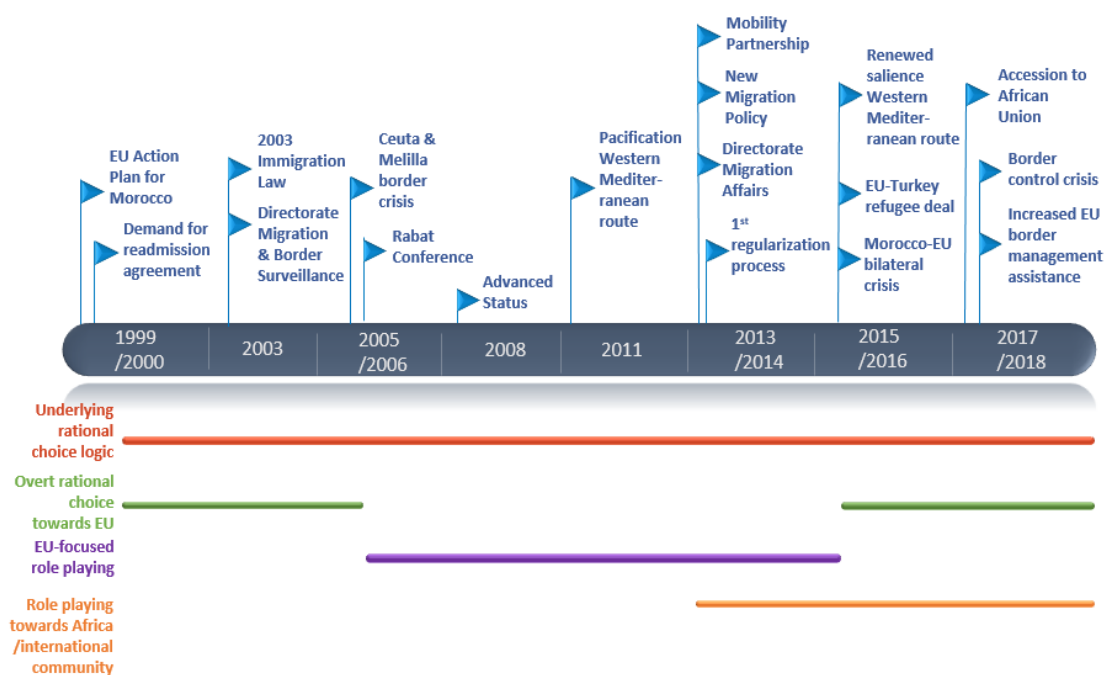 EU Action
Plan for
Morocco
Demand for
readmission
agreement
2003
Immigration
Law
Directorate
Migration
& Border
Surveillance
Ceuta &
Melilla
border
crisis
Rabat
Conference
Advanced
Status
Pacification
Western
Mediter-
ranean
route
Mobility
Partnership
New
Migration
Policy
Directorate
Migration
Affairs
1st
regularization
process
Renewed
salience
Western
Mediter-
ranean route
EU-Turkey
refugee deal
Morocco-EU
bilateral
crisis
Accession to
African
Union
Border
control crisis
Increased EU
border
management
assistance
1999
/2000
2003
2005
/2006
2008
2011
2013
/2014
2015
/2016
2017
/2018
Underlying
rational
choice logic
Overt rational
choice
towards EU
EU-focused
role playing
Role playing
towards Africa
/international
community